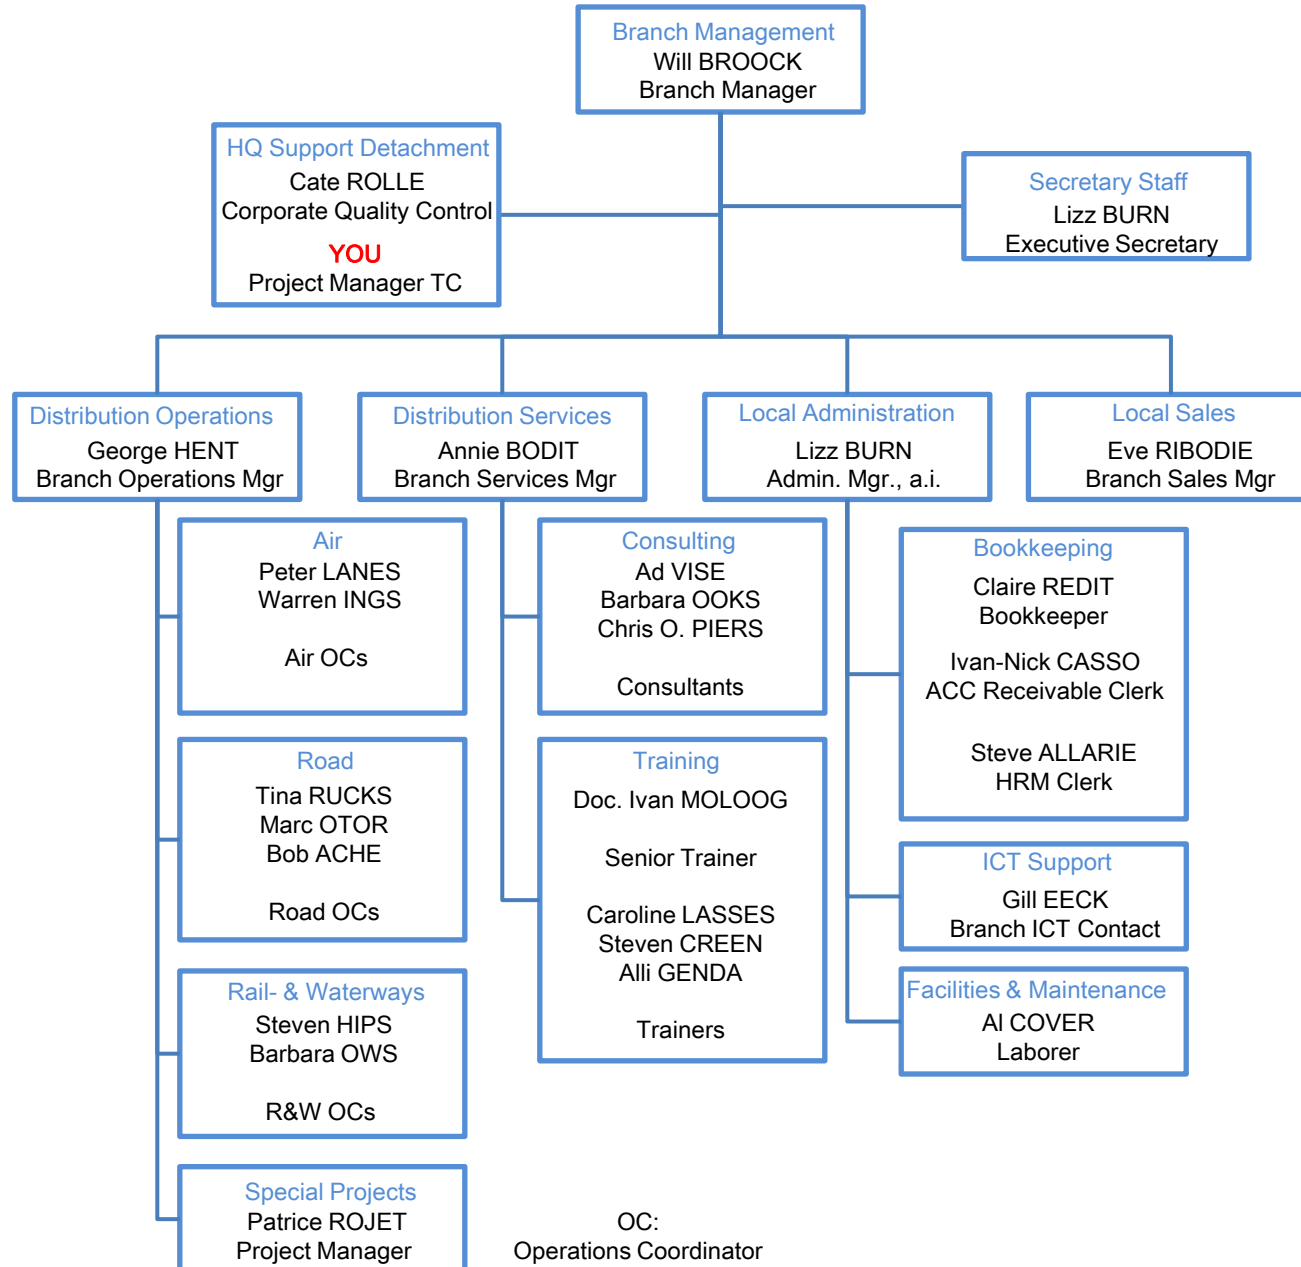 Branch Management
Will BROOCK
Branch Manager
HQ Support Detachment
Cate ROLLE
Corporate Quality Control
YOU
Project Manager TC
Secretary Staff
Lizz BURN
Executive Secretary
Distribution Operations
George HENT
Branch Operations Mgr
Distribution Services
Annie BODIT
Branch Services Mgr
Local Administration
Lizz BURN
Admin. Mgr., a.i.
Local Sales
Eve RIBODIE
Branch Sales Mgr
Air
Peter LANES
Warren INGS
Air OCs
Road
Tina RUCKS
Marc OTOR
Bob ACHE
Road OCs
Rail- & Waterways
Steven HIPS
Barbara OWS
R&W OCs
Special Projects
Patrice ROJET
Project Manager
Consulting
Ad VISE
Barbara OOKS
Chris O. PIERS
Consultants
Training
Doc. Ivan MOLOOG
Senior Trainer
Caroline LASSES
Steven CREEN
Alli GENDA
Trainers
Bookkeeping
Claire REDIT
Bookkeeper
Ivan-Nick CASSO
ACC Receivable Clerk
Steve ALLARIE
HRM Clerk
ICT Support
Gill EECK
Branch ICT Contact
Facilities & Maintenance
Al COVER
Laborer
OC:
Operations Coordinator